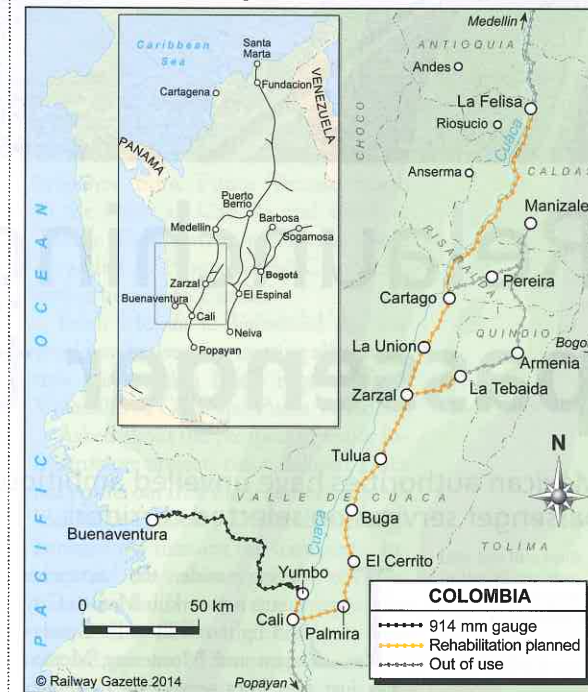 Medellin
ANTIOQUIA
Andes
La Felisa
CHOCO
Riosucio
Cuaca
Anserma
CALDAS
Manizale
RISARALDA
Pereira
Cartago
QUINDIO
La Union
Bogo
Armenia
Zarzal
La Tebaida
Tulua
VALLE DE CUACA
N
Buga
Buenaventura
Cuaca
El Cerrito
TOLIMA
Yumbo
Cali
Palmira
Popayan
PACIFIC OCEAN
Caribbean
Sea
Santa
Marta
Fundacion
Cartagena
VENEZUELA
PANAMA
Puerto
Berrio
Barbosa
Medellin
Sogamosa
Zarzal
Bogotá
Buenaventura
El Espinal
Cali
Neiva
Popayan
0 50 km
COLOMBIA
914 mm gauge
Rehabilitation planned
Out of use
© Railway Gazette 2014